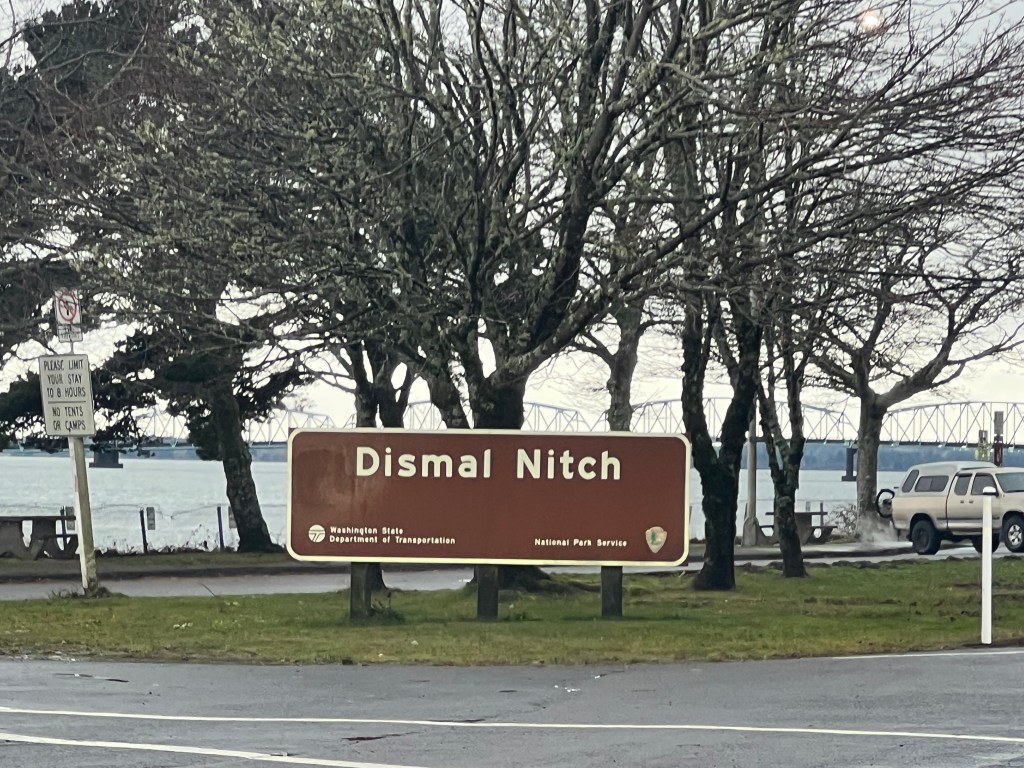 PLEASE LIMIT
YOUR STAY
TO 8 HOURS
NO TENTS
OR CAMPS
Dismal Nitch
Washington State
Department of Transportation
National Park Service